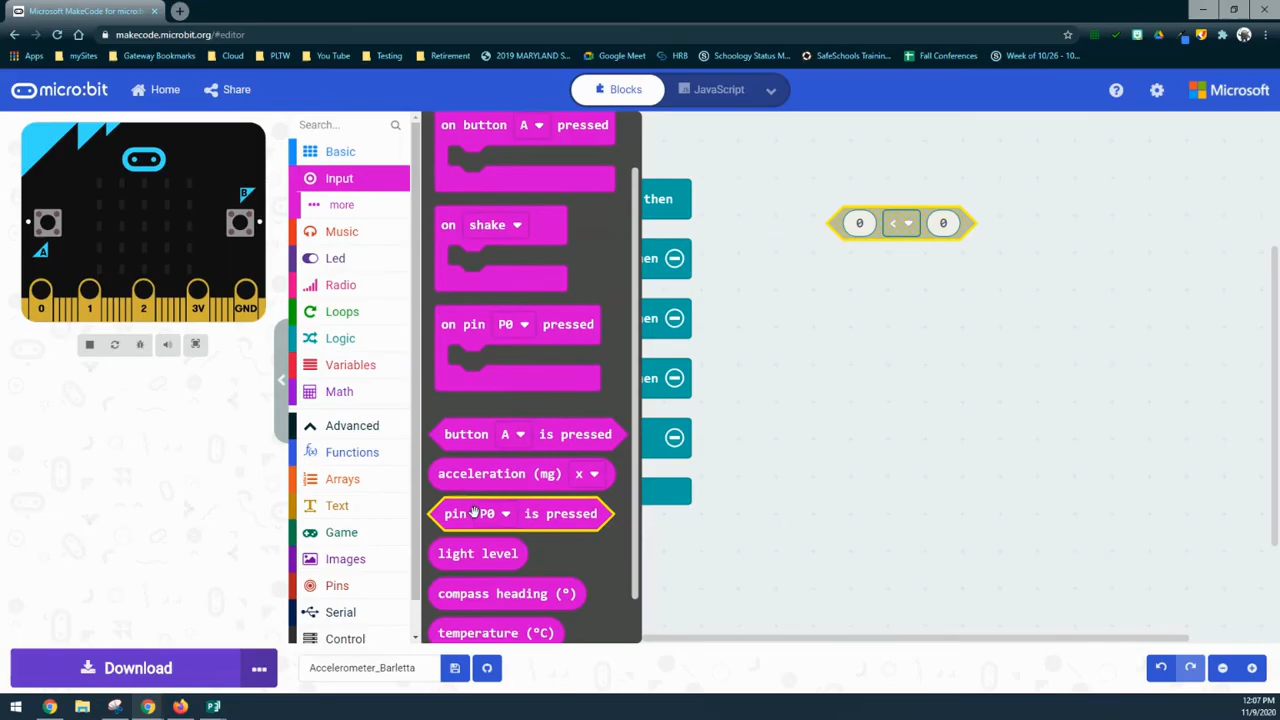 Microsoft MakeCode for micro:bit
makecode.microbit.org/#editor
Apps
mySites
Gateway Bookmarks
Cloud
PLTW
You Tube
Testing
Retirement
2019 MARYLAND S...
Google Meet
HRB
Schoology Status M...
SafeSchools Trainin...
Fall Conferences
Week of 10/26 - 10...
micro:bit
Home
Share
Blocks
JavaScript
Microsoft
Search...
Basic
Input
more
Music
Led
Radio
Loops
Logic
Variables
Math
Advanced
Functions
Arrays
Text
Game
Images
Pins
Serial
Control
on button A pressed
on shake
on pin P0 pressed
button A is pressed
acceleration (mg) x
pin P0 is pressed
light level
compass heading (º)
temperature (ºC)
then
en
en
en
0 < 0
B
A
0 1 2 3V GND
Download
Accelerometer_Barletta
12:07 PM
11/9/2020